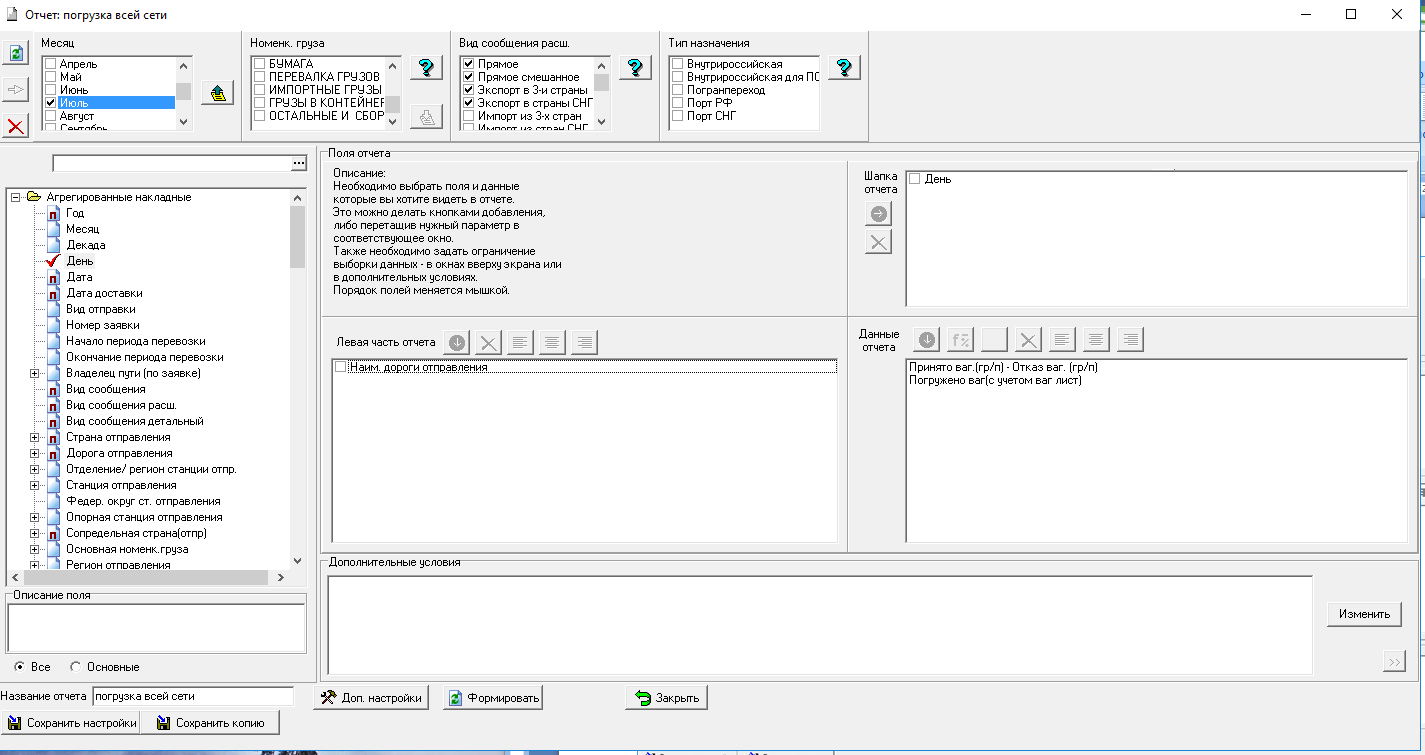 Отчет: погрузка всей сети
Месяц
Апрель
Май
Июнь
Июль
Август
Сентябрь
Номенк. груза
БУМАГА
ПЕРЕВАЛКА ГРУЗОВ
ИМПОРТНЫЕ ГРУЗЫ
ГРУЗЫ В КОНТЕЙНЕР
ОСТАЛЬНЫЕ И СБОР
Вид сообщения расш.
Прямое
Прямое смешанное
Экспорт в 3-и страны
Экспорт в страны СНГ
Импорт из 3-х стран
Импорт из стран СНГ
Тип назначения
Внутрироссийская
Внутрироссийская для ПС
Погранпереход
Порт РФ
Порт СНГ
...
Агрегированные накладные
Год
Месяц
Декада
День
Дата
Дата доставки
Вид отправки
Номер заявки
Начало периода перевозки
Окончание периода перевозки
Владелец пути (по заявке)
Вид сообщения
Вид сообщения расш.
Вид сообщения детальный
Страна отправления
Дорога отправления
Отделение/ регион станции отпр.
Станция отправления
Федер. округ ст. отправления
Опорная станция отправления
Сопредельная страна(отпр)
Основная номенк.груза
Регион отправления
Описание поля
Все
Основные
Название отчета
погрузка всей сети
Сохранить настройки
Сохранить копию
Поля отчета
Описание:
Необходимо выбрать поля и данные
которые вы хотите видеть в отчете.
Это можно делать кнопками добавления,
либо перетащив нужный параметр в
соответствующее окно.
Также необходимо задать ограничение
выборки данных - в окнах вверху экрана или
в дополнительных условиях.
Порядок полей меняется мышкой.
Шапка
отчета
День
Левая часть отчета
Наим. дороги отправления
Данные
отчета
Принято ваг.(гр/п) - Отказ ваг. (гр/п)
Погружено ваг(с учетом ваг лист)
Дополнительные условия
Изменить
>>
Доп. настройки
Формировать
Закрыть